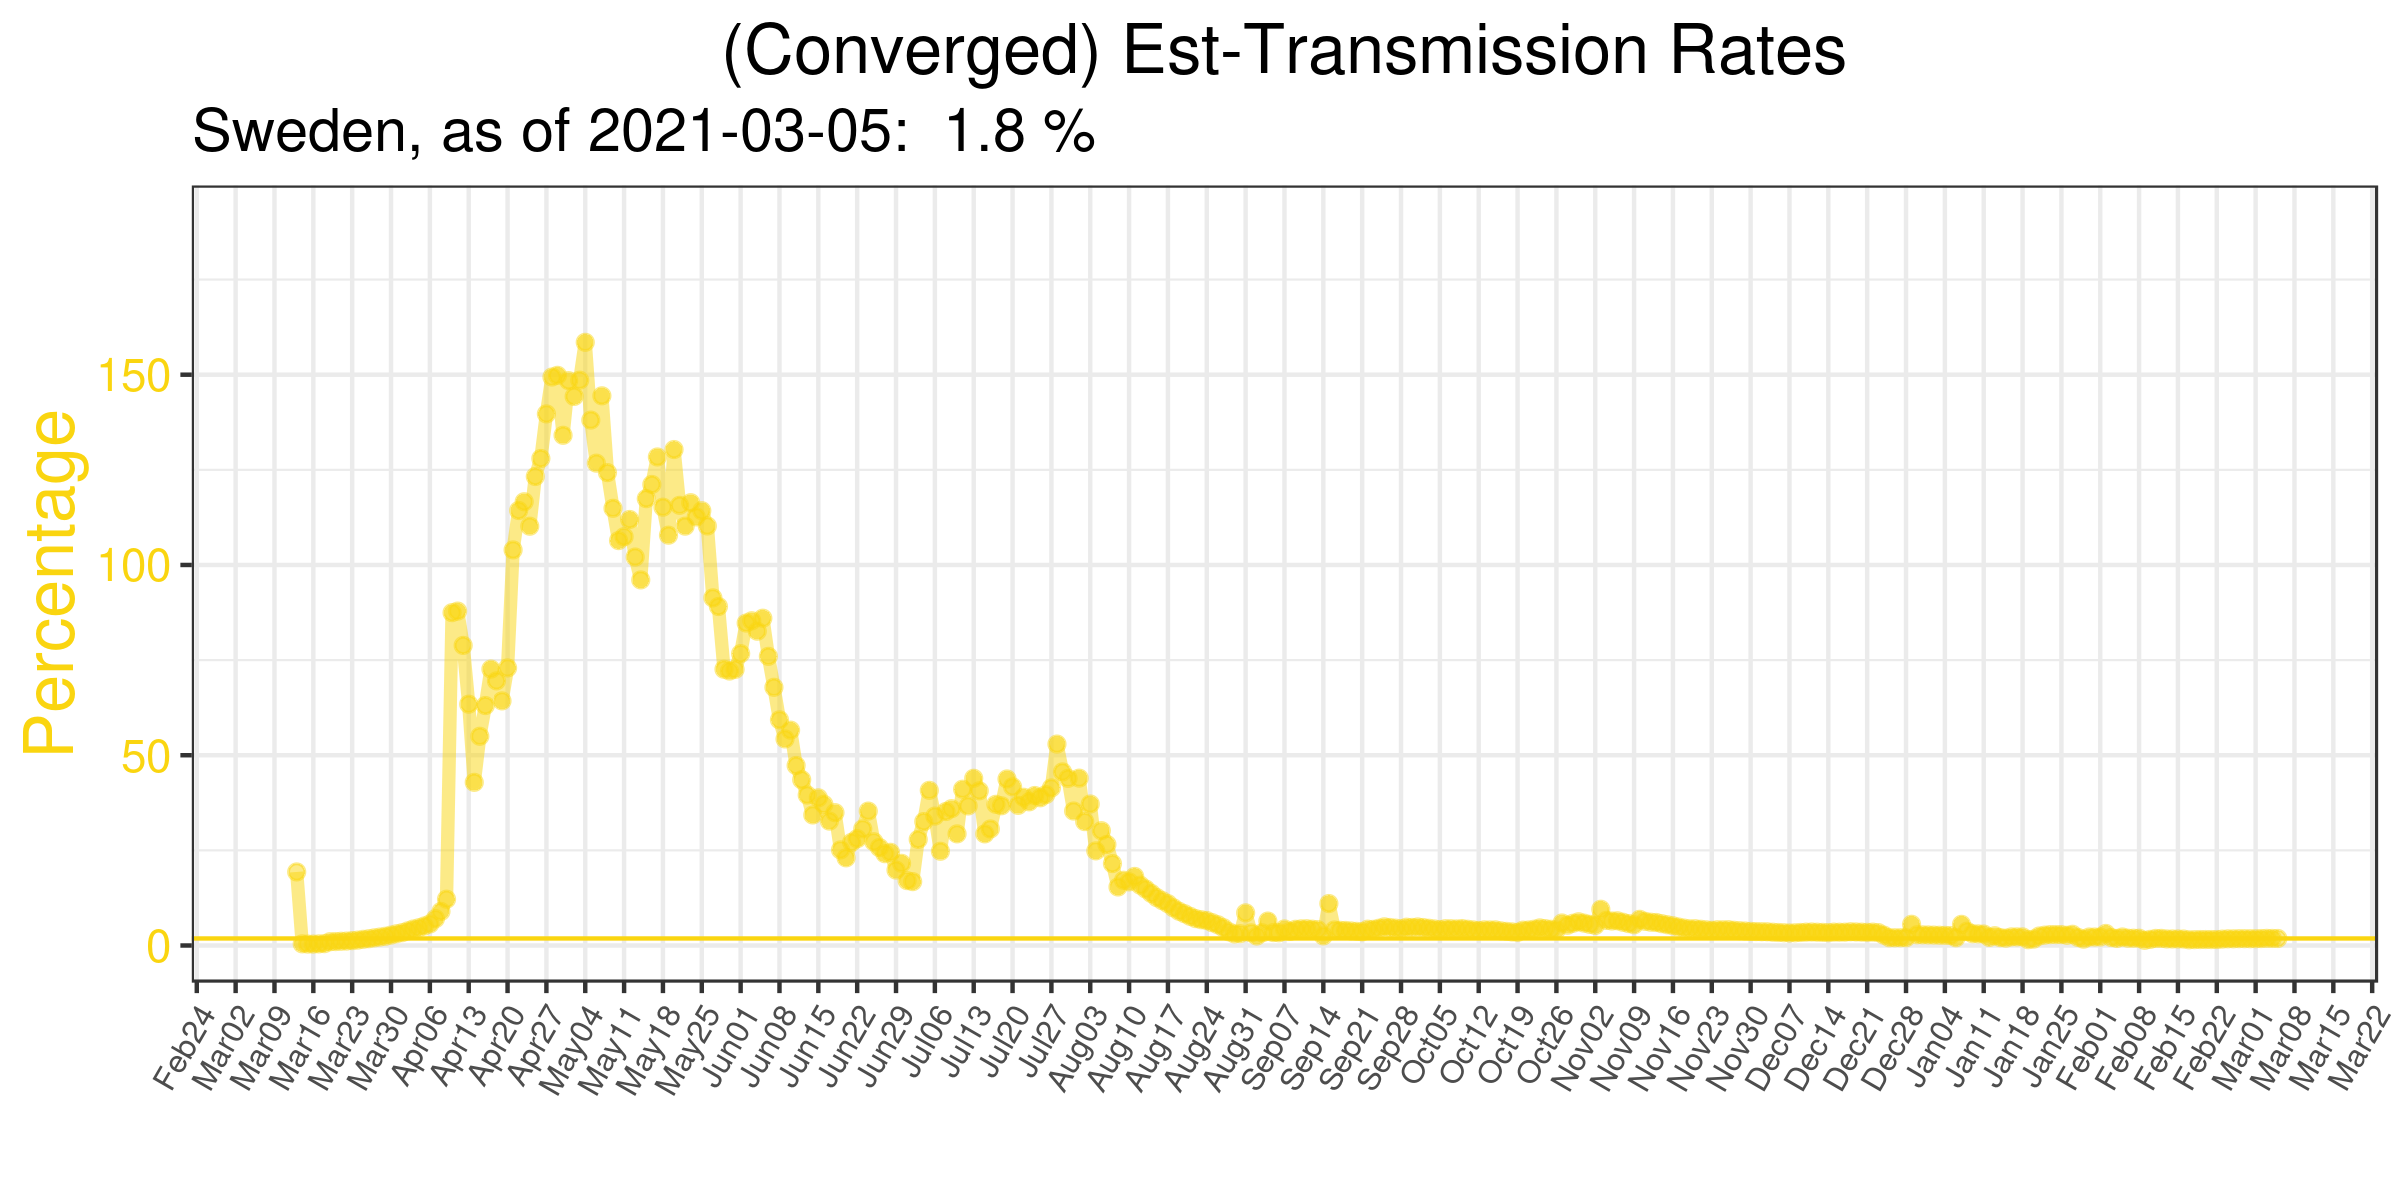 (Converged) Est-Transmission Rates
Sweden, as of 2021-03-05:  1.8 %
Percentage
150
100
50
0
Feb24
Mar02
Mar09
Mar16
Mar23
Mar30
Apr06
Apr13
Apr20
Apr27
May04
May11
May18
May25
Jun01
Jun08
Jun15
Jun22
Jun29
Jul06
Jul13
Jul20
Jul27
Aug03
Aug10
Aug17
Aug24
Aug31
Sep07
Sep14
Sep21
Sep28
Oct05
Oct12
Oct19
Oct26
Nov02
Nov09
Nov16
Nov23
Nov30
Dec07
Dec14
Dec21
Dec28
Jan04
Jan11
Jan18
Jan25
Feb01
Feb08
Feb15
Feb22
Mar01
Mar08
Mar15
Mar22